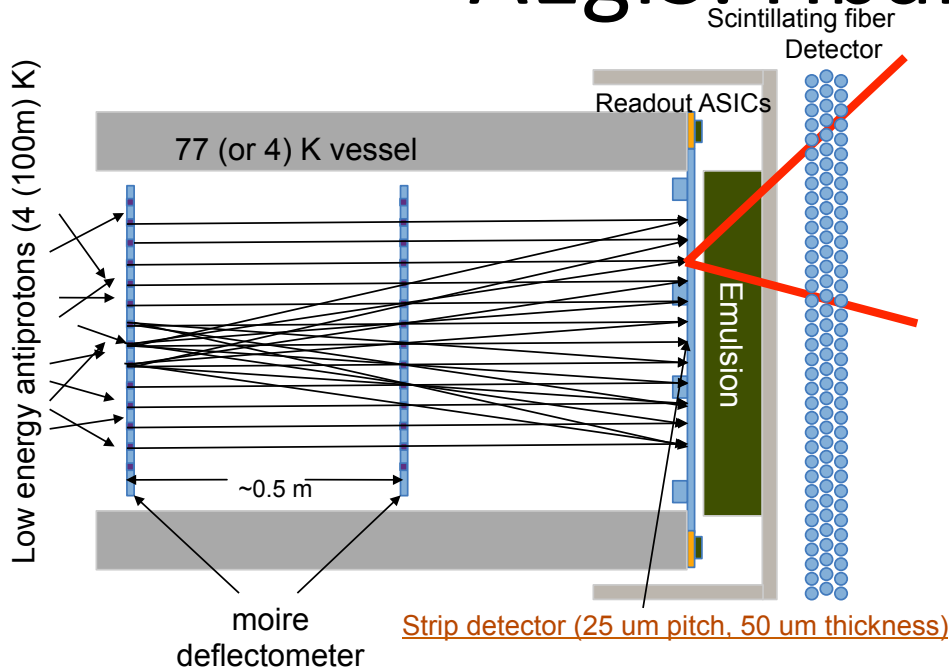 Scintillating fiber
Detector
Readout ASICs
77 (or 4) K vessel
Low energy antiprotons (4 (100m) K)
Emulsion
~0.5 m
moire
deflectometer
Strip detector (25 um pitch, 50 um thickness)